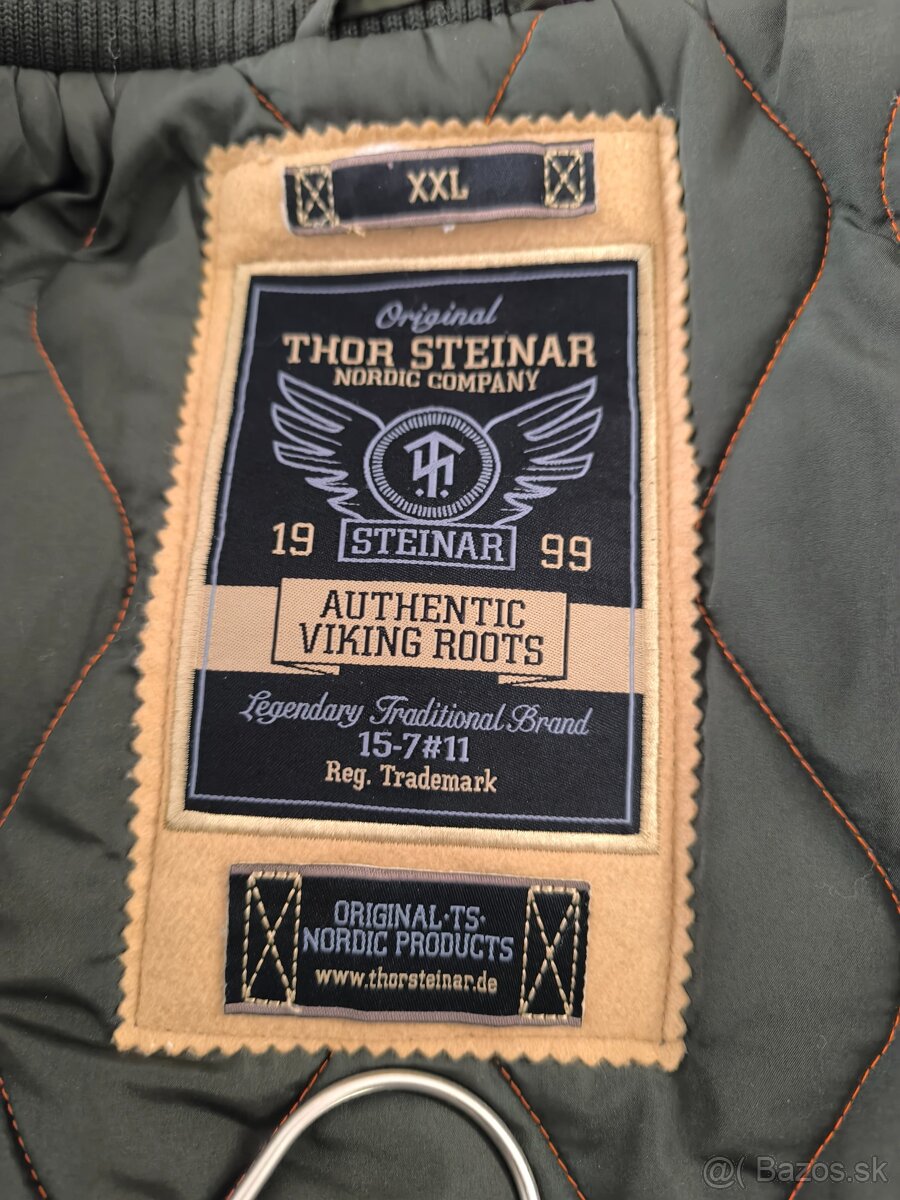 XXL
Original
THOR STEINAR
NORDIC COMPANY
19 STEINAR 99
AUTHENTIC
VIKING ROOTS
Legendary Traditional Brand
15-7#11
Reg. Trademark
ORIGINAL·TS·
NORDIC PRODUCTS
www.thorsteinar.de
@( Bazos.sk